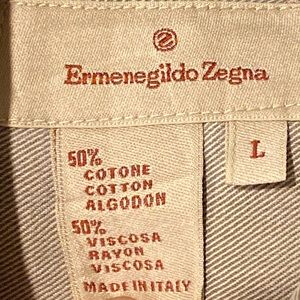 Ermenegildo Zegna
L
50%
COTONE
COTTON
ALGODON
50%
VISCOSA
RAYON
VISCOSA
MADE IN ITALY